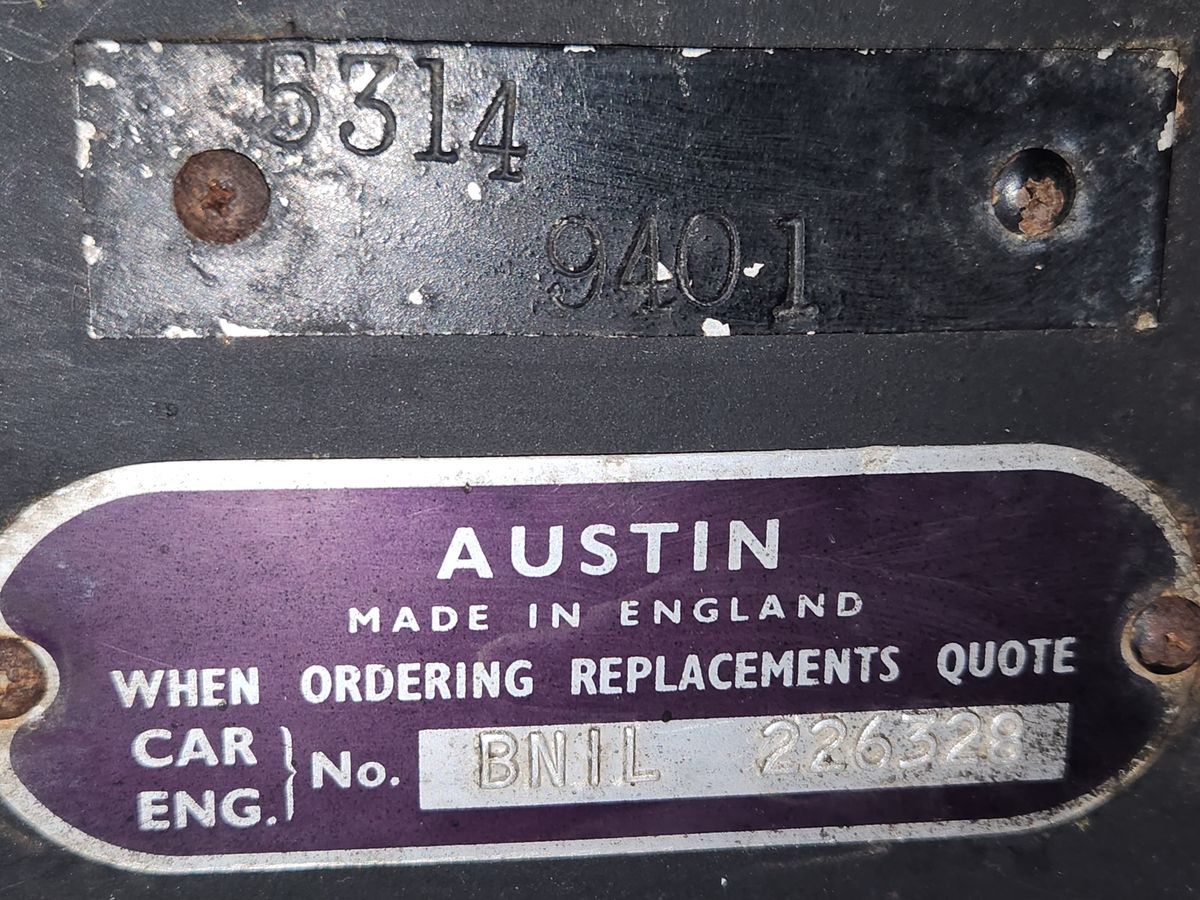 5314
9401
AUSTIN
MADE IN ENGLAND
WHEN ORDERING REPLACEMENTS QUOTE
CAR
ENG. } No. BN1L 226328